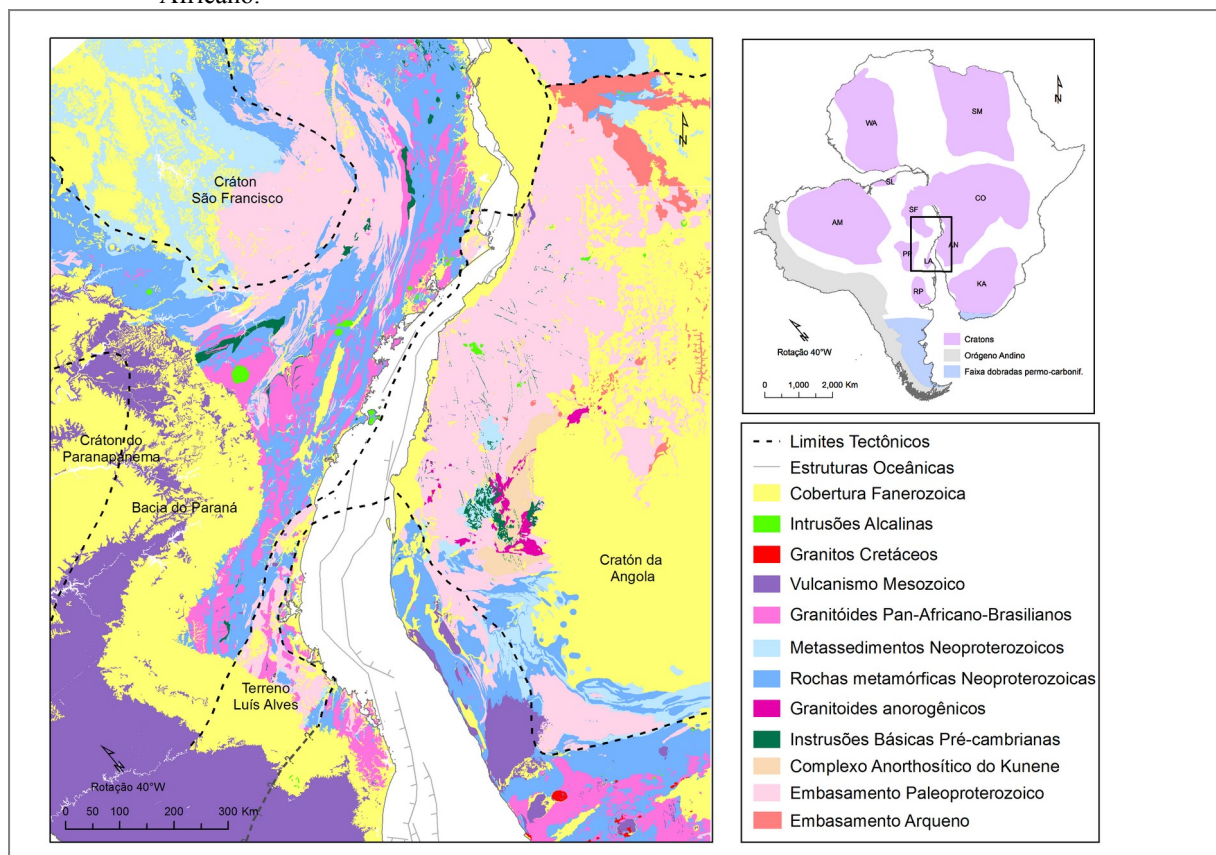 Africano.
Cráton
São Francisco
Cráton do
Paranapanema
Bacia do Paraná
Terreno
Luís Alves
Cratón da
Angola
N
N
Rotação 40°W
0 50 100 200 300 Km
WA
SM
SL
AM
SF
CO
PP
LA
AN
RP
KA
N
N
Rotação 40°W
0 1,000 2,000 Km
Cratons
Orógeno Andino
Faixa dobradas permo-carbonif.
Limites Tectônicos
Estruturas Oceânicas
Cobertura Fanerozoica
Intrusões Alcalinas
Granitos Cretáceos
Vulcanismo Mesozoico
Granitóides Pan-Africano-Brasilianos
Metassedimentos Neoproterozoicos
Rochas metamórficas Neoproterozoicas
Granitoides anorogênicos
Instrusões Básicas Pré-cambrianas
Complexo Anorthosítico do Kunene
Embasamento Paleoproterozoico
Embasamento Arqueno